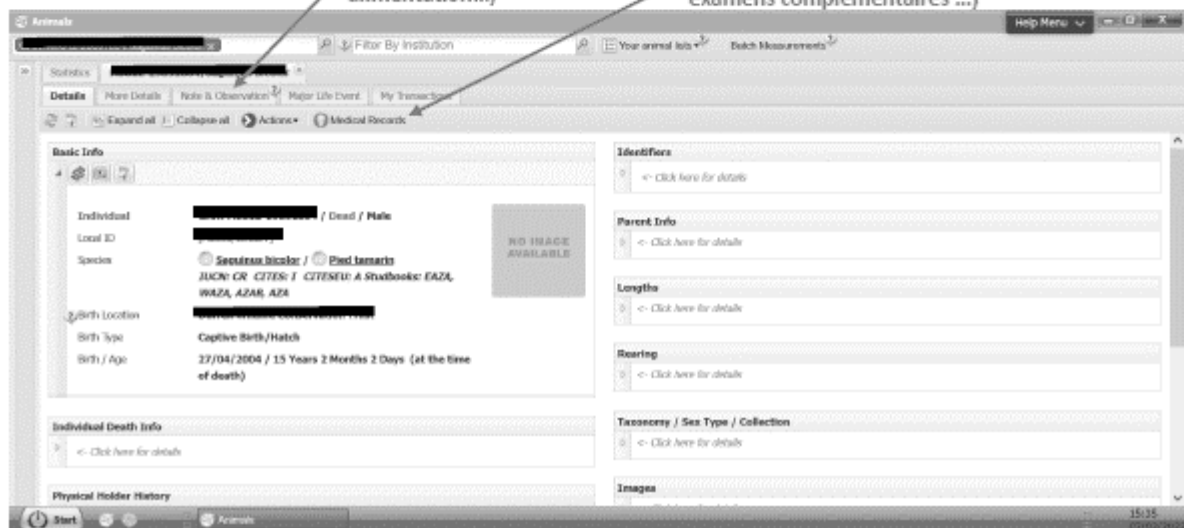 examens complémentaires ...)
Animals
Help Menu
Filter By Institution
Your animal lists
Batch Measurements
Statistics
Details
More Details
Note & Observation
Major Life Event
My Transactions
Expand all
Collapse all
Actions
Medical Records
Basic Info
Individual
/ Dead / Male
Local ID
Species
Saguinus bicolor / Pied tamarin
IUCN: CR CITES: I CITESEU: A Studbooks: EAZA,
WAZA, AZAR, AZA
NO IMAGE
AVAILABLE
Birth Location
Birth Type
Captive Birth/Hatch
Birth / Age
27/04/2004 / 15 Years 2 Months 2 Days (at the time
of death)
Individual Death Info
<- Click here for details
Physical Holder History
Identifiers
<- Click here for details
Parent Info
<- Click here for details
Lengths
<- Click here for details
Rearing
<- Click here for details
Taxonomy / Sex Type / Collection
<- Click here for details
Images
Start
Animals
15:35